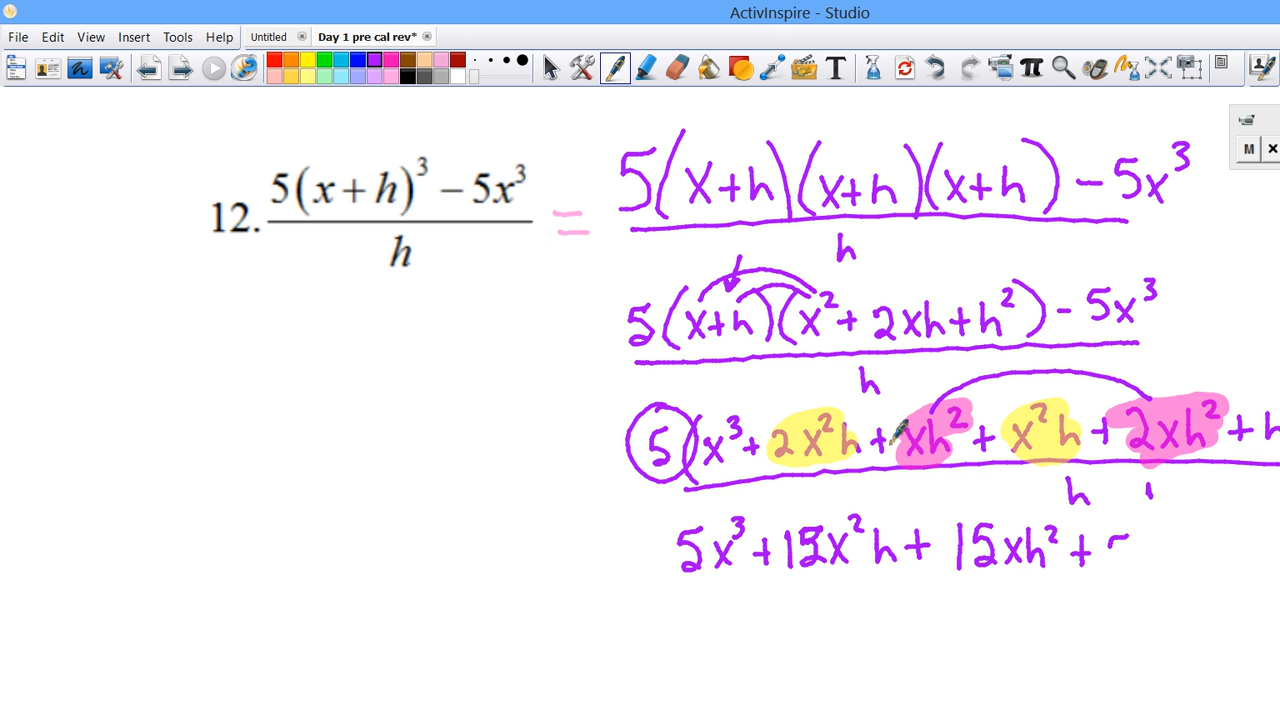 ActivInspire - Studio
File Edit View Insert Tools Help Untitled Day 1 pre cal rev*
M
12. 5(x+h)³ − 5x³ / h =
5(x+h)(x+h)(x+h) − 5x³
h
5(x+h)(x² + 2xh + h²) − 5x³
h
5(x³ + 2x²h + xh² + x²h + 2xh² + h
h
5x³ + 15x²h + 15xh² +